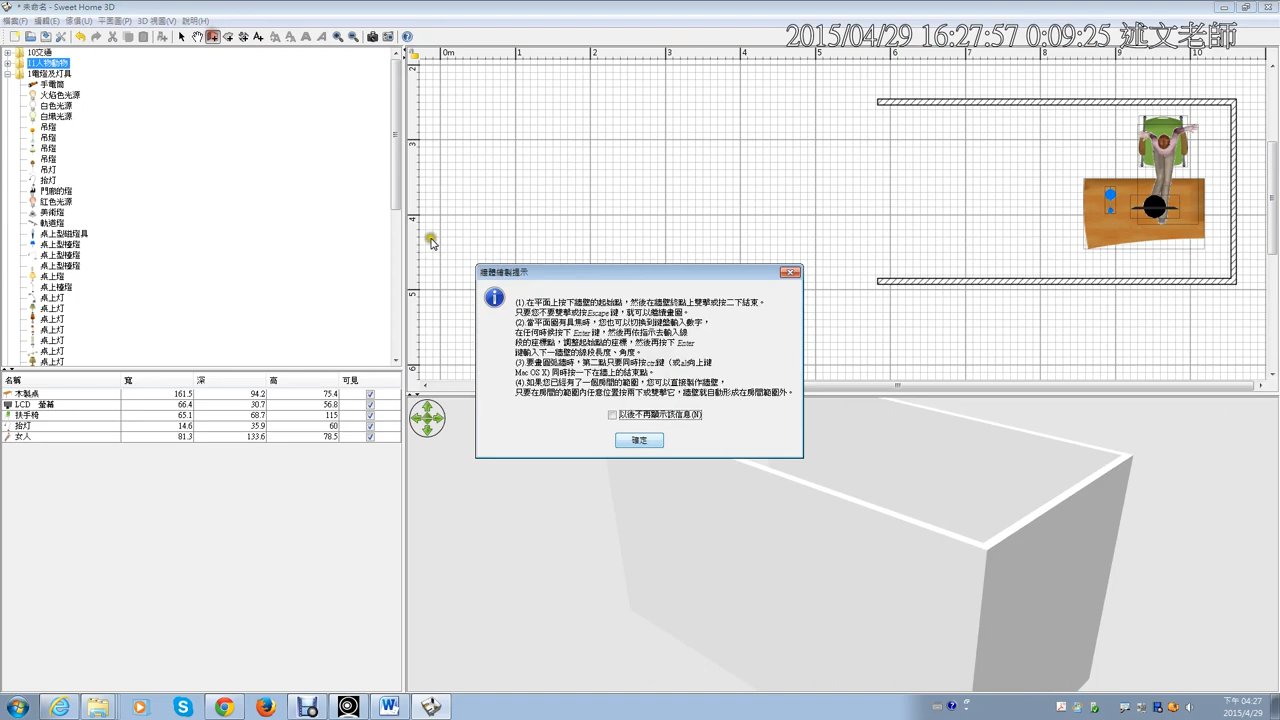 * 未命名 - Sweet Home 3D
檔案(F) 編輯(E) 傢俱(U) 平面圖(P) 3D 視圖(V) 說明(H)
2015/04/29 16:27:57 0:09:25 述文老師
10交通
11人物動物
1電燈及灯具
手電筒
火焰色光源
白色光源
白熾光源
吊燈
吊燈
吊燈
吊燈
吊灯
抬灯
門廊的燈
紅色光源
美術燈
軌道燈
桌上型磁燈具
桌上型檯燈
桌上型檯燈
桌上型檯燈
桌上燈
桌上檯燈
桌上灯
桌上灯
桌上灯
桌上灯
桌上灯
桌上灯
桌上灯
0m 1 2 3 4 5 6 7 8 9 10
2
3
4
5
6
牆體繪製提示
(1) 在平面上按下牆壁的起始點，然後在牆壁終點上雙擊或按二下結束。
只要您不要雙擊或按Escape 鍵，就可以繼續畫圖。
(2) 當平面圖有具焦時，您也可以切換到鍵盤輸入數字，
在任何時候按下 Enter 鍵，然後再依指示去輸入線
段的座標點，調整起始點的座標，然後再按下 Enter
鍵輸入下一牆壁的線段長度、角度。
(3) 要畫圓弧牆時，第二點只要同時按ctrl鍵（或alt向上鍵
Mac OS X) 同時按一下在牆上的結束點。
(4) 如果您已經有了一個房間的範圍，您可以直接製作牆壁，
只要在房間的範圍內任意位置按兩下或雙擊它，牆壁就自動形成在房間範圍外。
以後不再顯示該信息(N)
確定
名稱 寬 深 高 可見
木製桌 161.5 94.2 75.4
LCD 螢幕 66.4 30.7 56.8
扶手椅 65.1 68.7 115
抬灯 14.6 35.9 60
女人 81.3 133.6 78.5
下午 04:27
2015/4/29